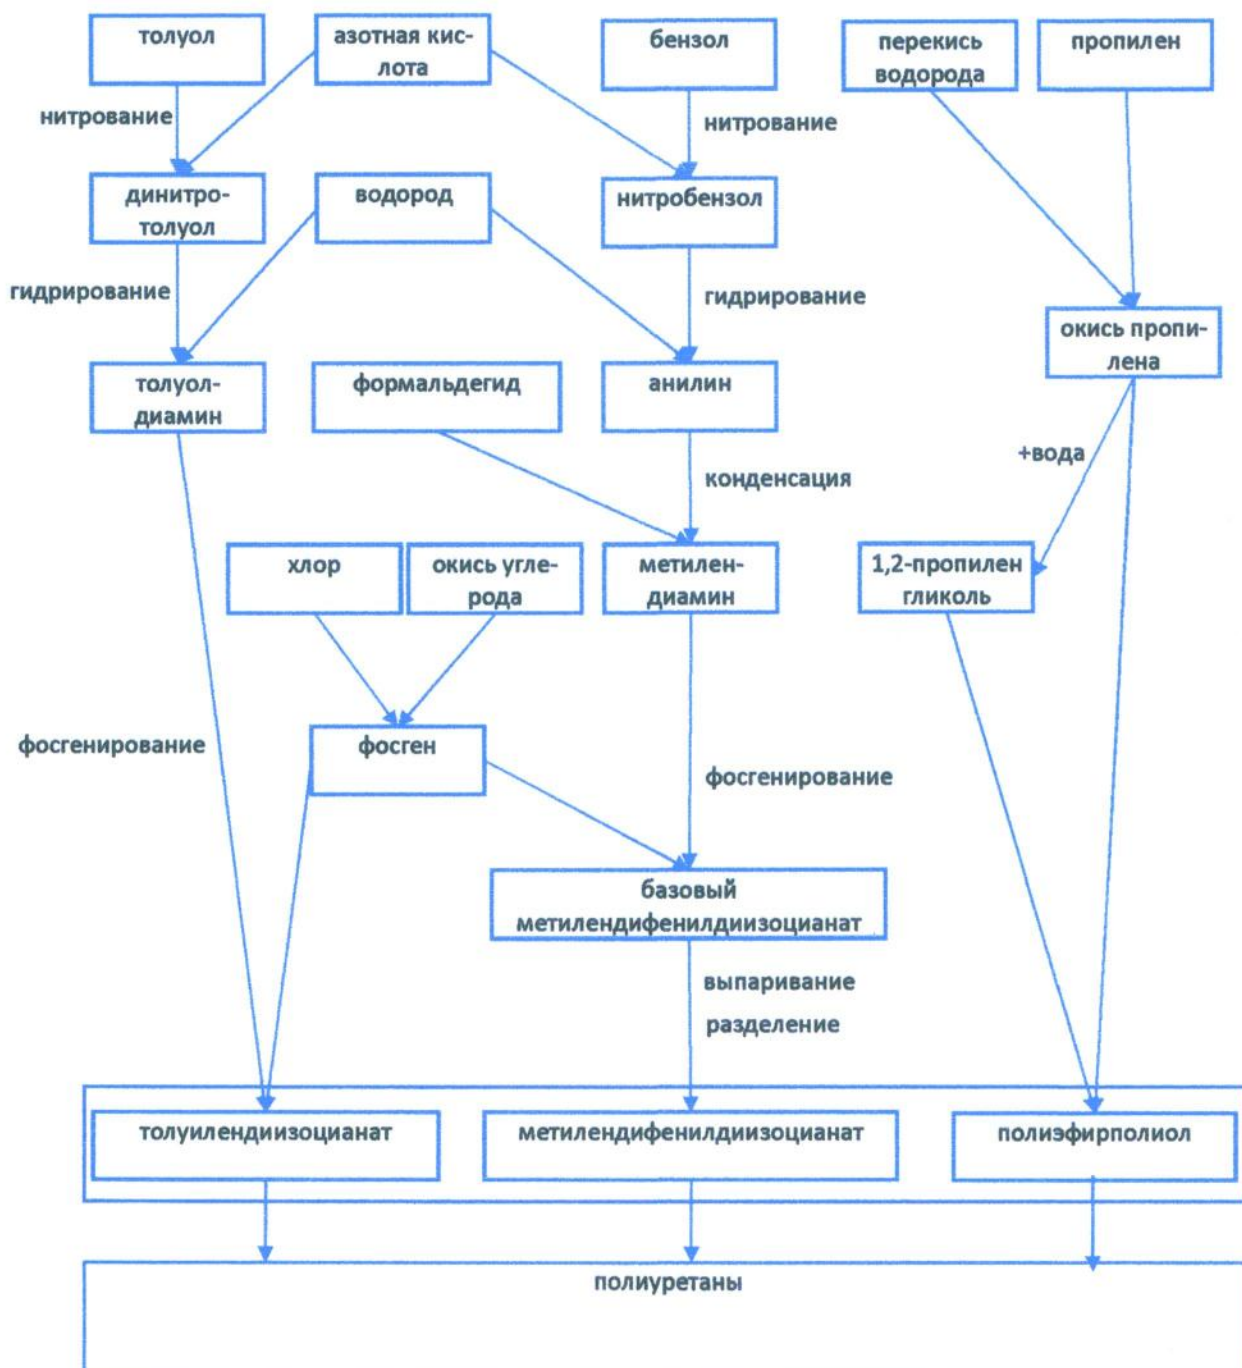 толуол
азотная кис-
лота
бензол
перекись
водорода
пропилен
нитрование
нитрование
динитро-
толуол
водород
нитробензол
гидрирование
гидрирование
окись пропи-
лена
толуол-
диамин
формальдегид
анилин
+вода
конденсация
хлор
окись угле-
рода
метилен-
диамин
1,2-пропилен
гликоль
фосгенирование
фосген
фосгенирование
базовый
метилендифенилдиизоцианат
выпаривание
разделение
толуилендиизоцианат
метилендифенилдиизоцианат
полиэфирполиол
полиуретаны